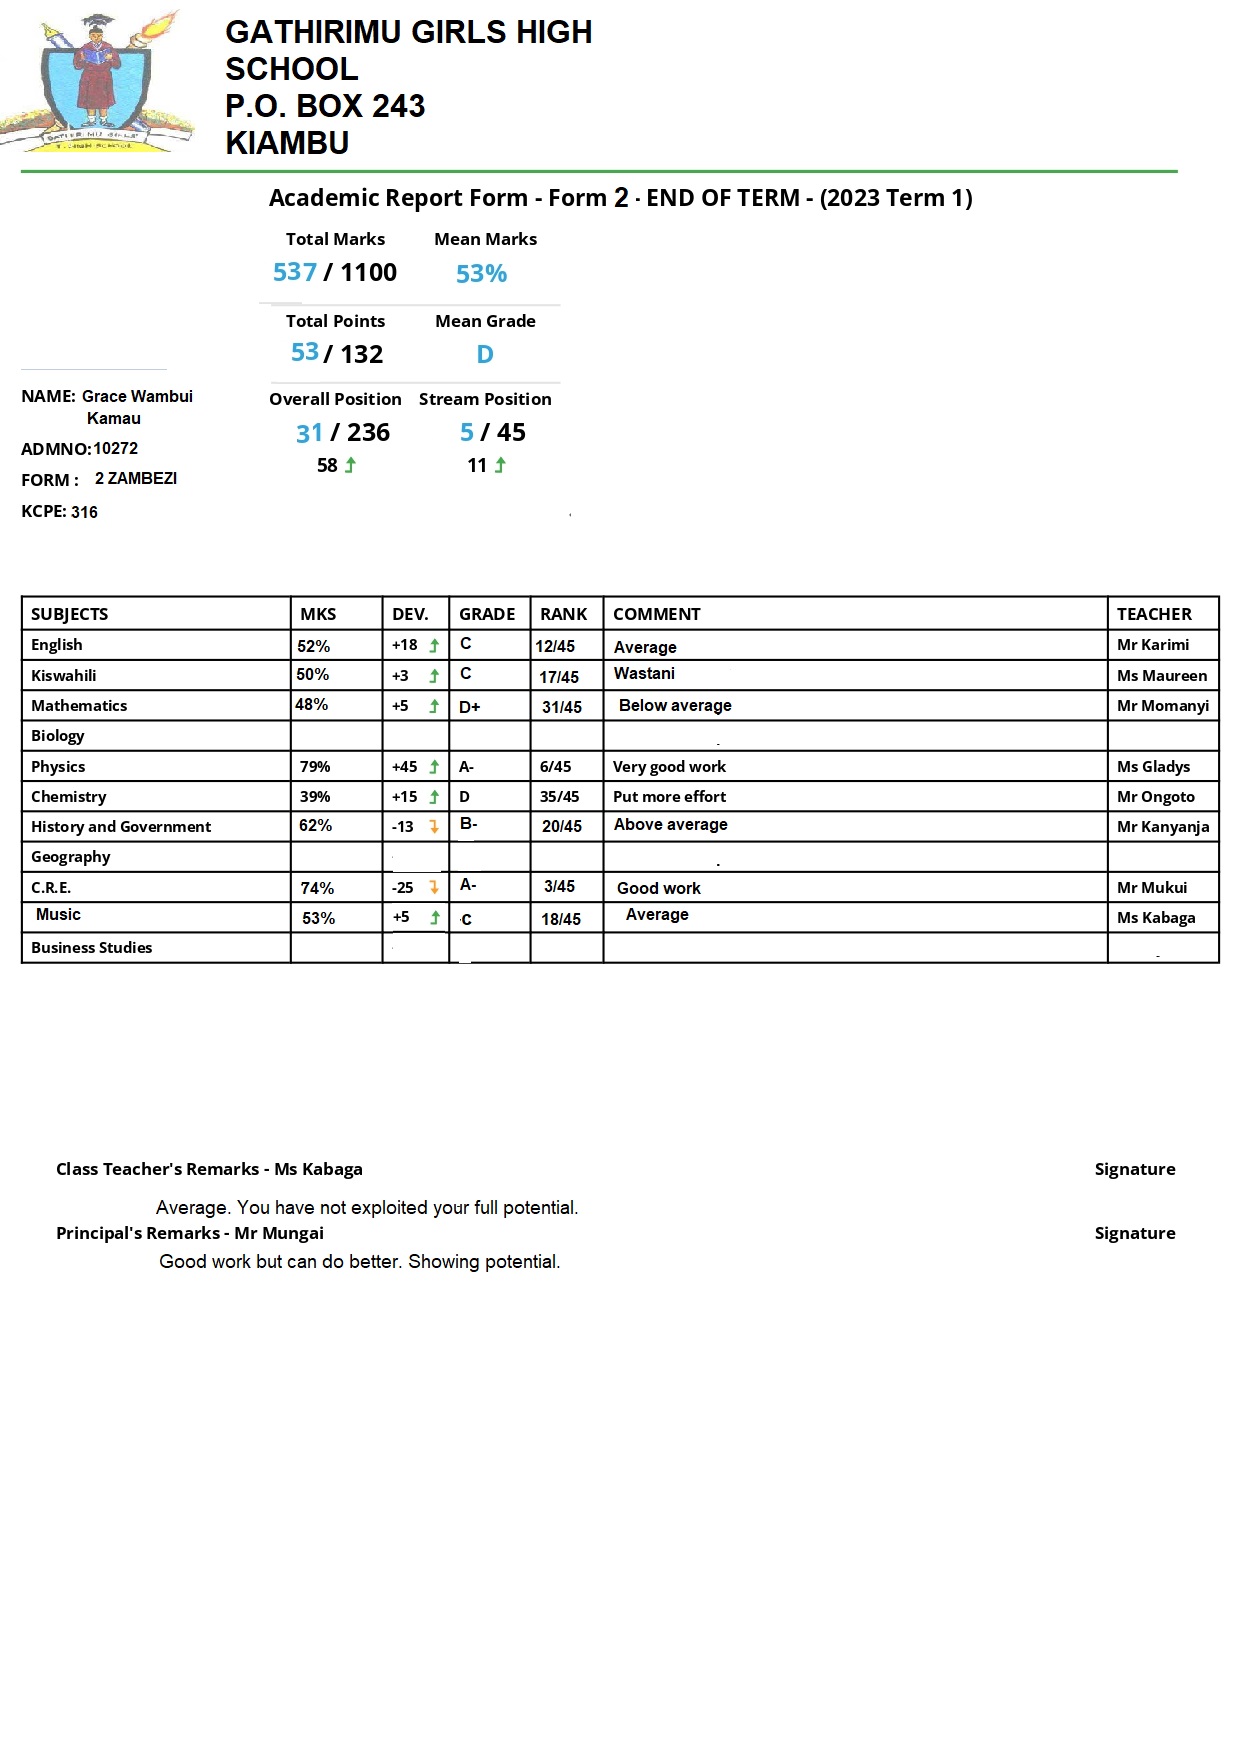 GATHIRIMU GIRLS HIGH
SCHOOL
P.O. BOX 243
KIAMBU
GATHIRIMU GIRLS'
HIGH SCHOOL
Academic Report Form - Form 2 - END OF TERM - (2023 Term 1)
Total Marks Mean Marks
537 / 1100 53%
Total Points Mean Grade
53 / 132 D
Overall Position Stream Position
31 / 236 5 / 45
58 11
NAME: Grace Wambui
Kamau
ADMNO:10272
FORM : 2 ZAMBEZI
KCPE: 316
SUBJECTS MKS DEV. GRADE RANK COMMENT TEACHER
English 52% +18 C 12/45 Average Mr Karimi
Kiswahili 50% +3 C 17/45 Wastani Ms Maureen
Mathematics 48% +5 D+ 31/45 Below average Mr Momanyi
Biology
Physics 79% +45 A- 6/45 Very good work Ms Gladys
Chemistry 39% +15 D 35/45 Put more effort Mr Ongoto
History and Government 62% -13 B- 20/45 Above average Mr Kanyanja
Geography
C.R.E. 74% -25 A- 3/45 Good work Mr Mukui
Music 53% +5 C 18/45 Average Ms Kabaga
Business Studies
Class Teacher's Remarks - Ms Kabaga Signature
Average. You have not exploited your full potential.
Principal's Remarks - Mr Mungai Signature
Good work but can do better. Showing potential.